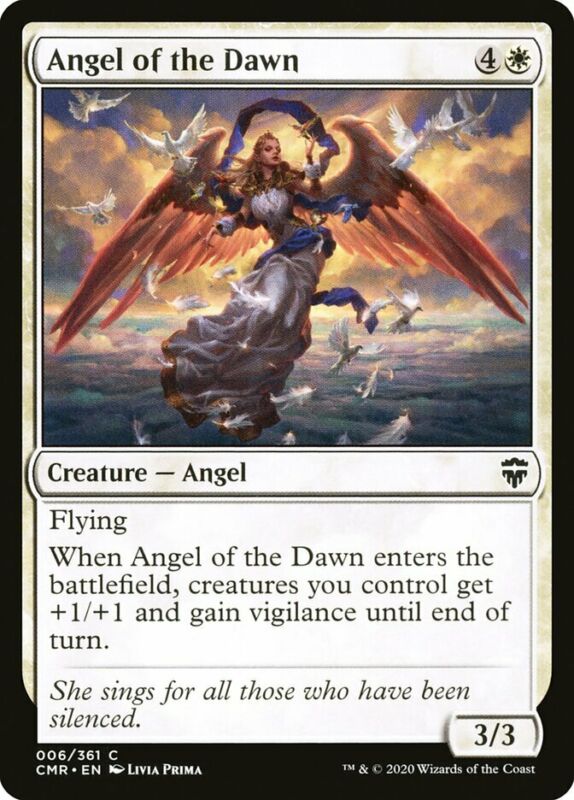 Angel of the Dawn 4
Creature — Angel
Flying
When Angel of the Dawn enters the
battlefield, creatures you control get
+1/+1 and gain vigilance until end of
turn.
She sings for all those who have been
silenced.
3/3
006/361 C
CMR • EN Livia Prima
™ & © 2020 Wizards of the Coast